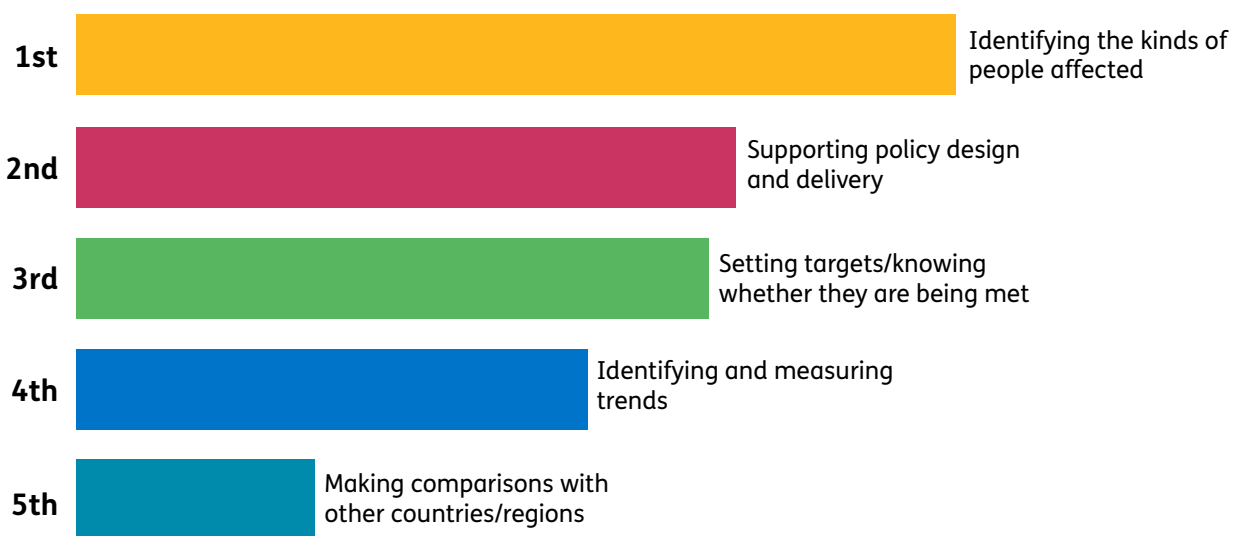 1st
Identifying the kinds of
people affected
2nd
Supporting policy design
and delivery
3rd
Setting targets/knowing
whether they are being met
4th
Identifying and measuring
trends
5th
Making comparisons with
other countries/regions